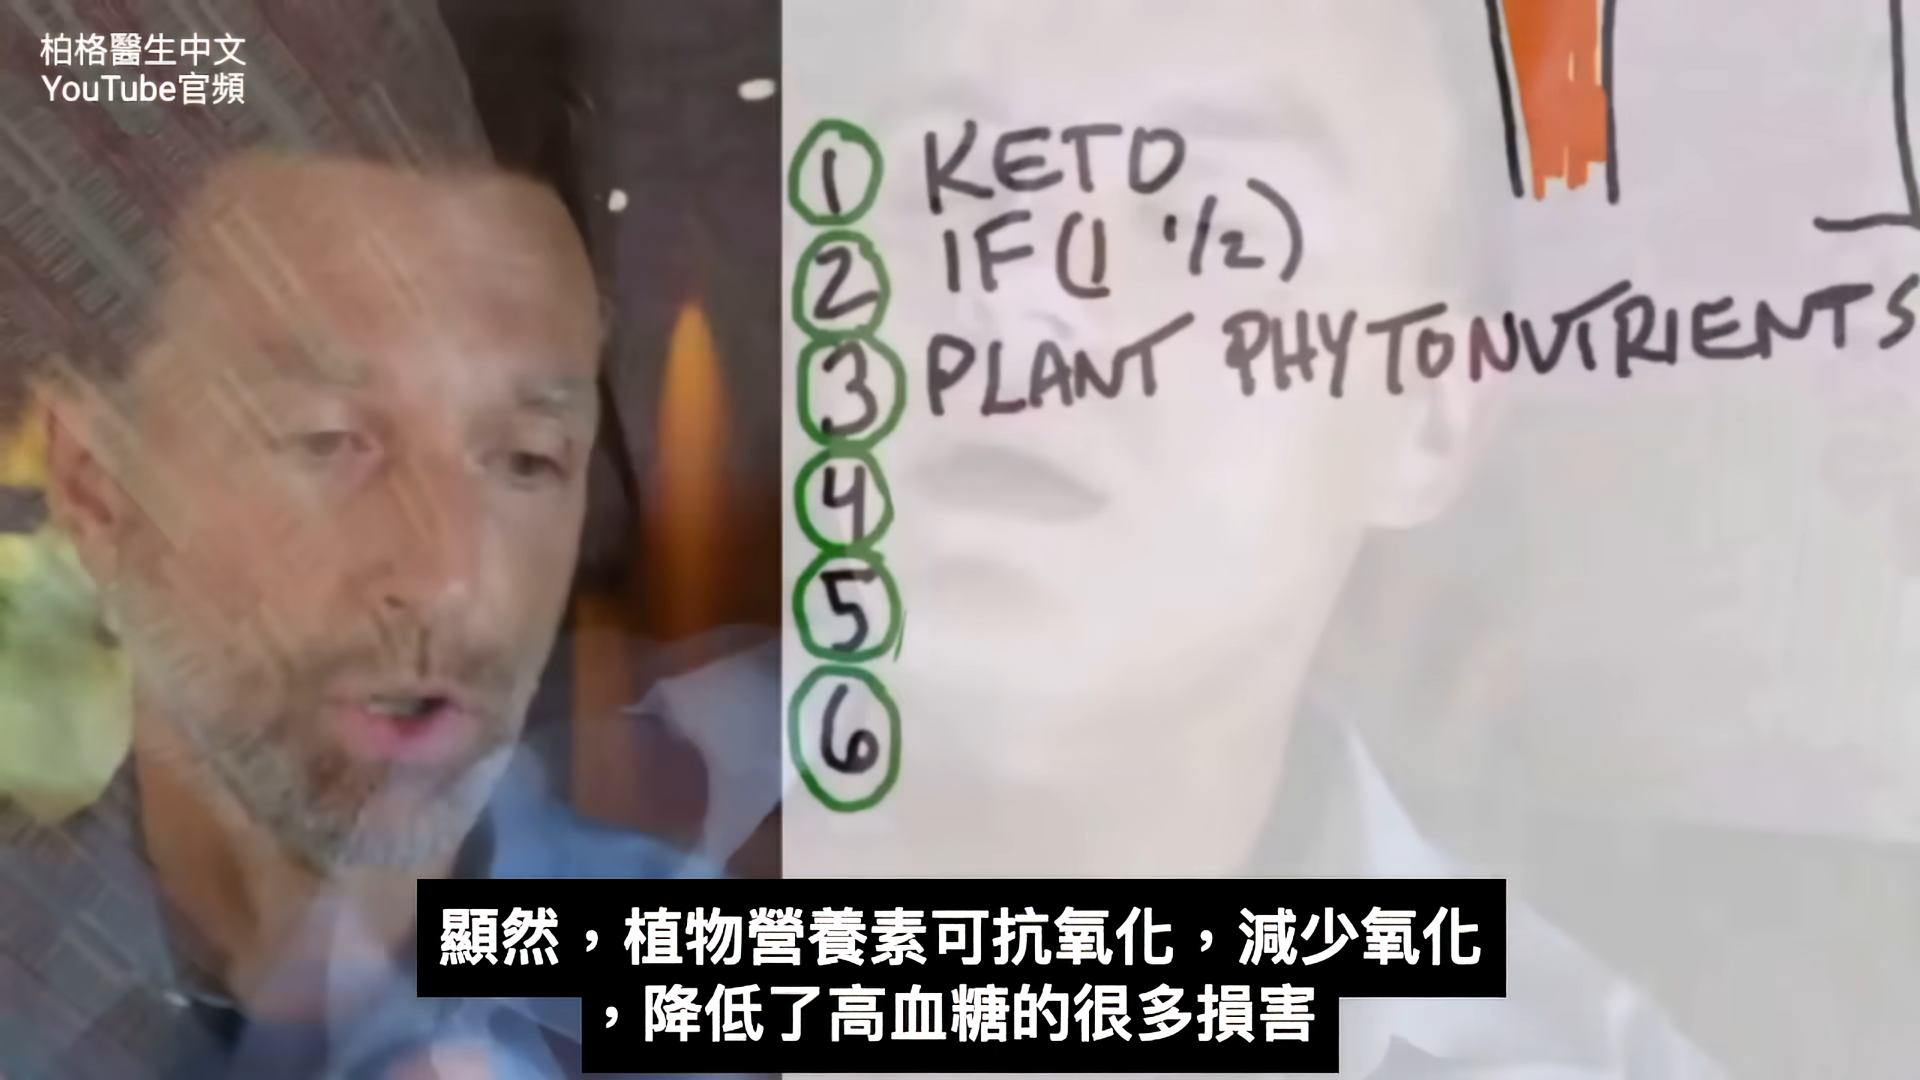 柏格醫生中文
YouTube官頻
1 KETO
2 IF (1 1/2)
3 PLANT PHYTONUTRIENTS
4
5
6
顯然，植物營養素可抗氧化，減少氧化
，降低了高血糖的很多損害